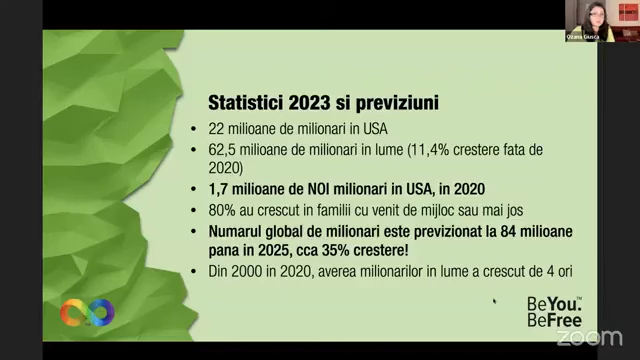 Ozana Giusca
Statistici 2023 si previziuni
• 22 milioane de milionari in USA
• 62,5 milioane de milionari in lume (11,4% crestere fata de
2020)
• 1,7 milioane de NOI milionari in USA, in 2020
• 80% au crescut in familii cu venit de mijloc sau mai jos
• Numarul global de milionari este previzionat la 84 milioane
pana in 2025, cca 35% crestere!
• Din 2000 in 2020, averea milionarilor in lume a crescut de 4 ori
BeYou.™
BeFree
zoom